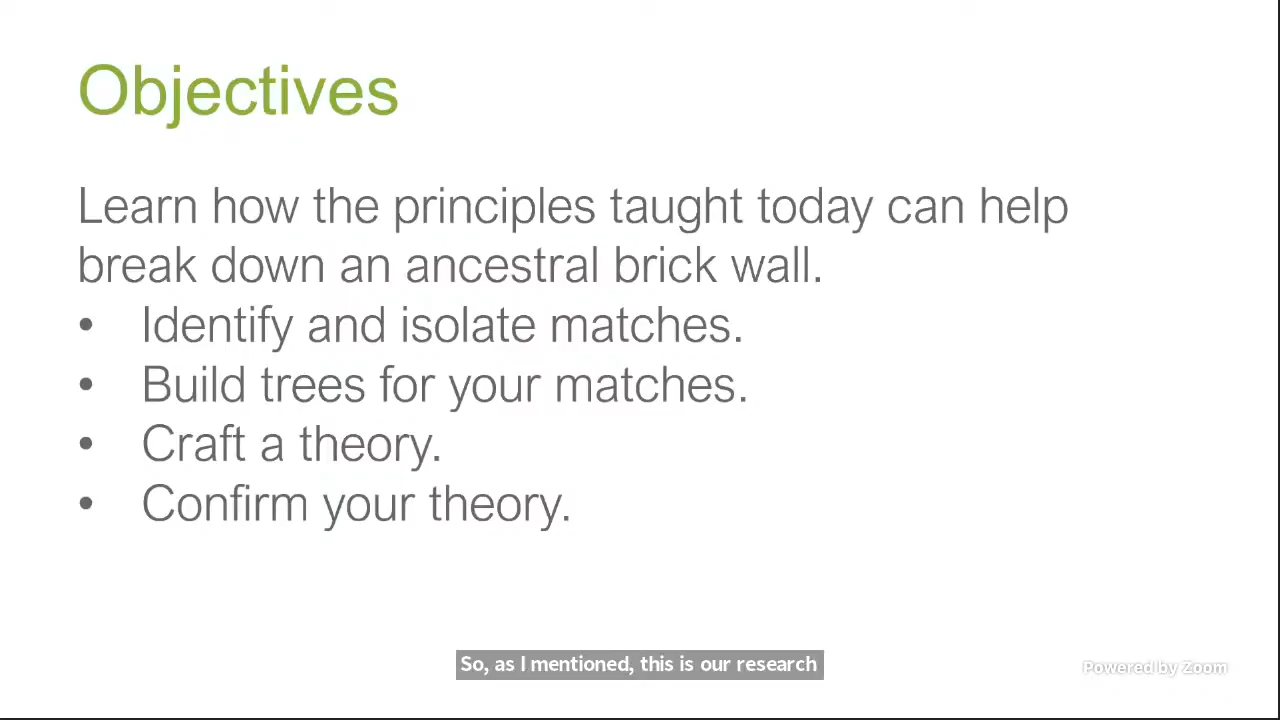 Objectives
Learn how the principles taught today can help
break down an ancestral brick wall.
• Identify and isolate matches.
• Build trees for your matches.
• Craft a theory.
• Confirm your theory.
So, as I mentioned, this is our research
Powered by Zoom